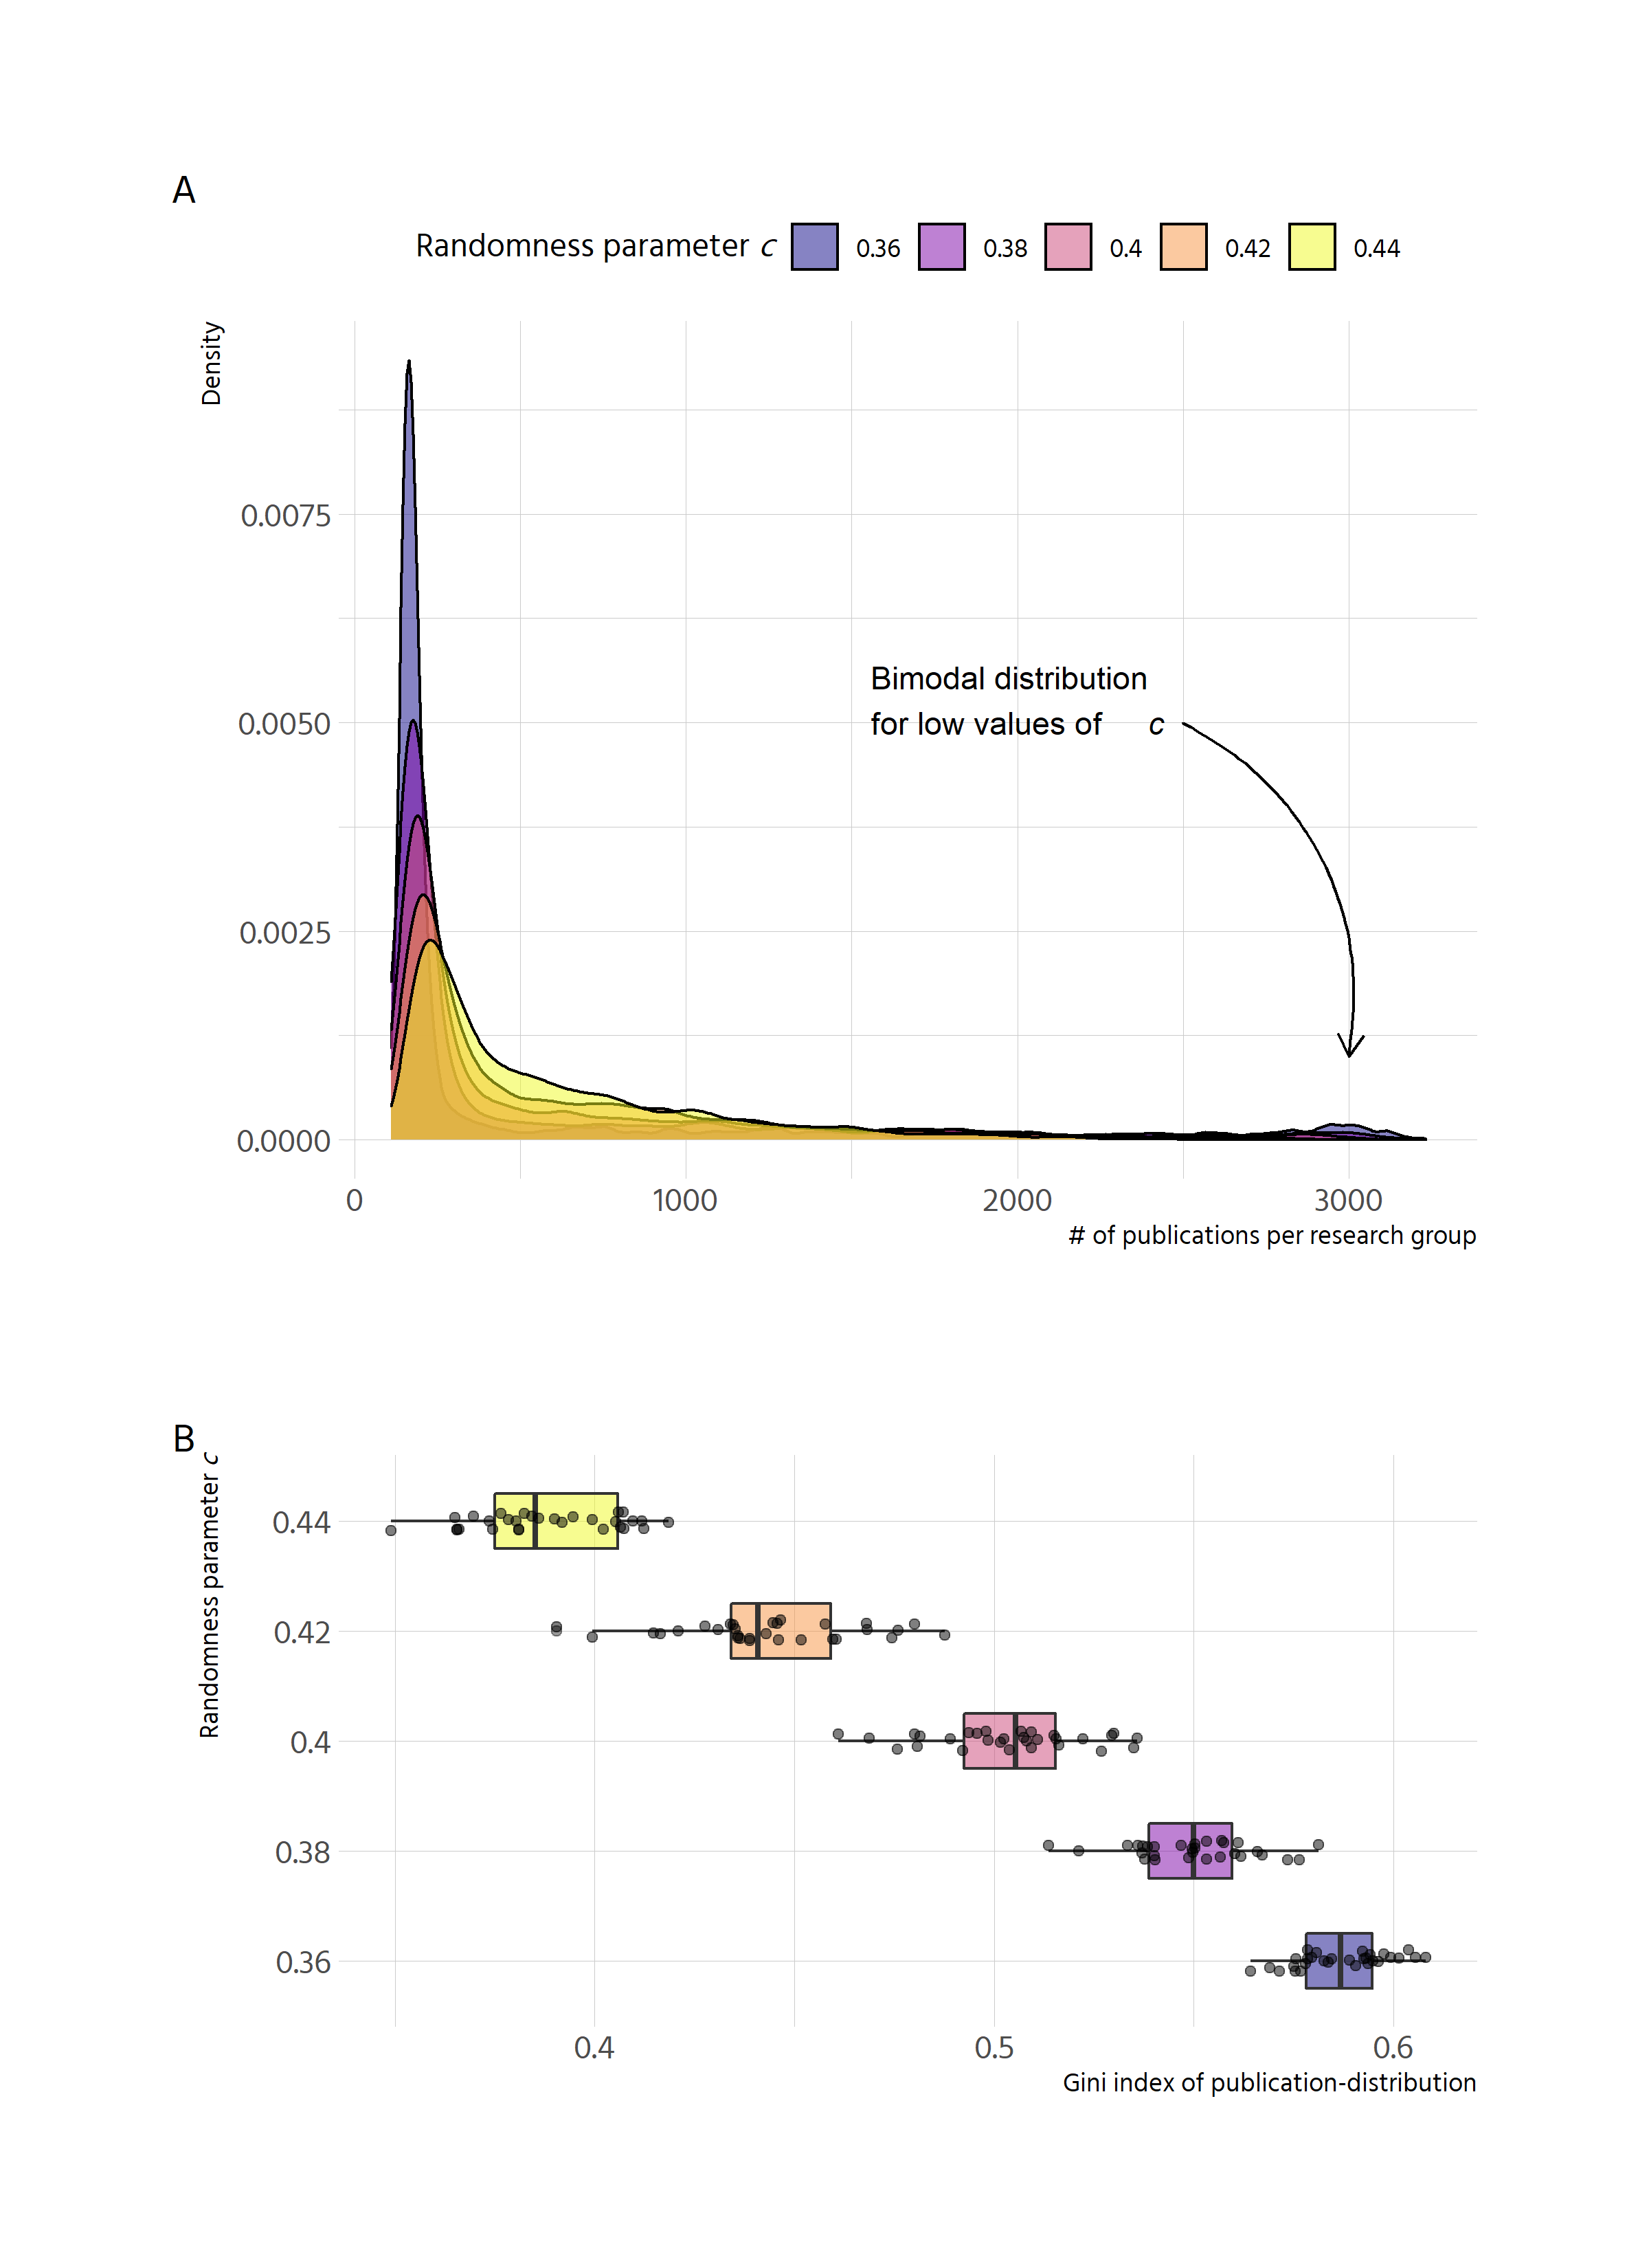 A
Randomness parameter c 0.36 0.38 0.4 0.42 0.44
Density
0.0075
0.0050
0.0025
0.0000
Bimodal distribution
for low values of c
0 1000 2000 3000
# of publications per research group
B
Randomness parameter c
0.44
0.42
0.4
0.38
0.36
0.4 0.5 0.6
Gini index of publication-distribution